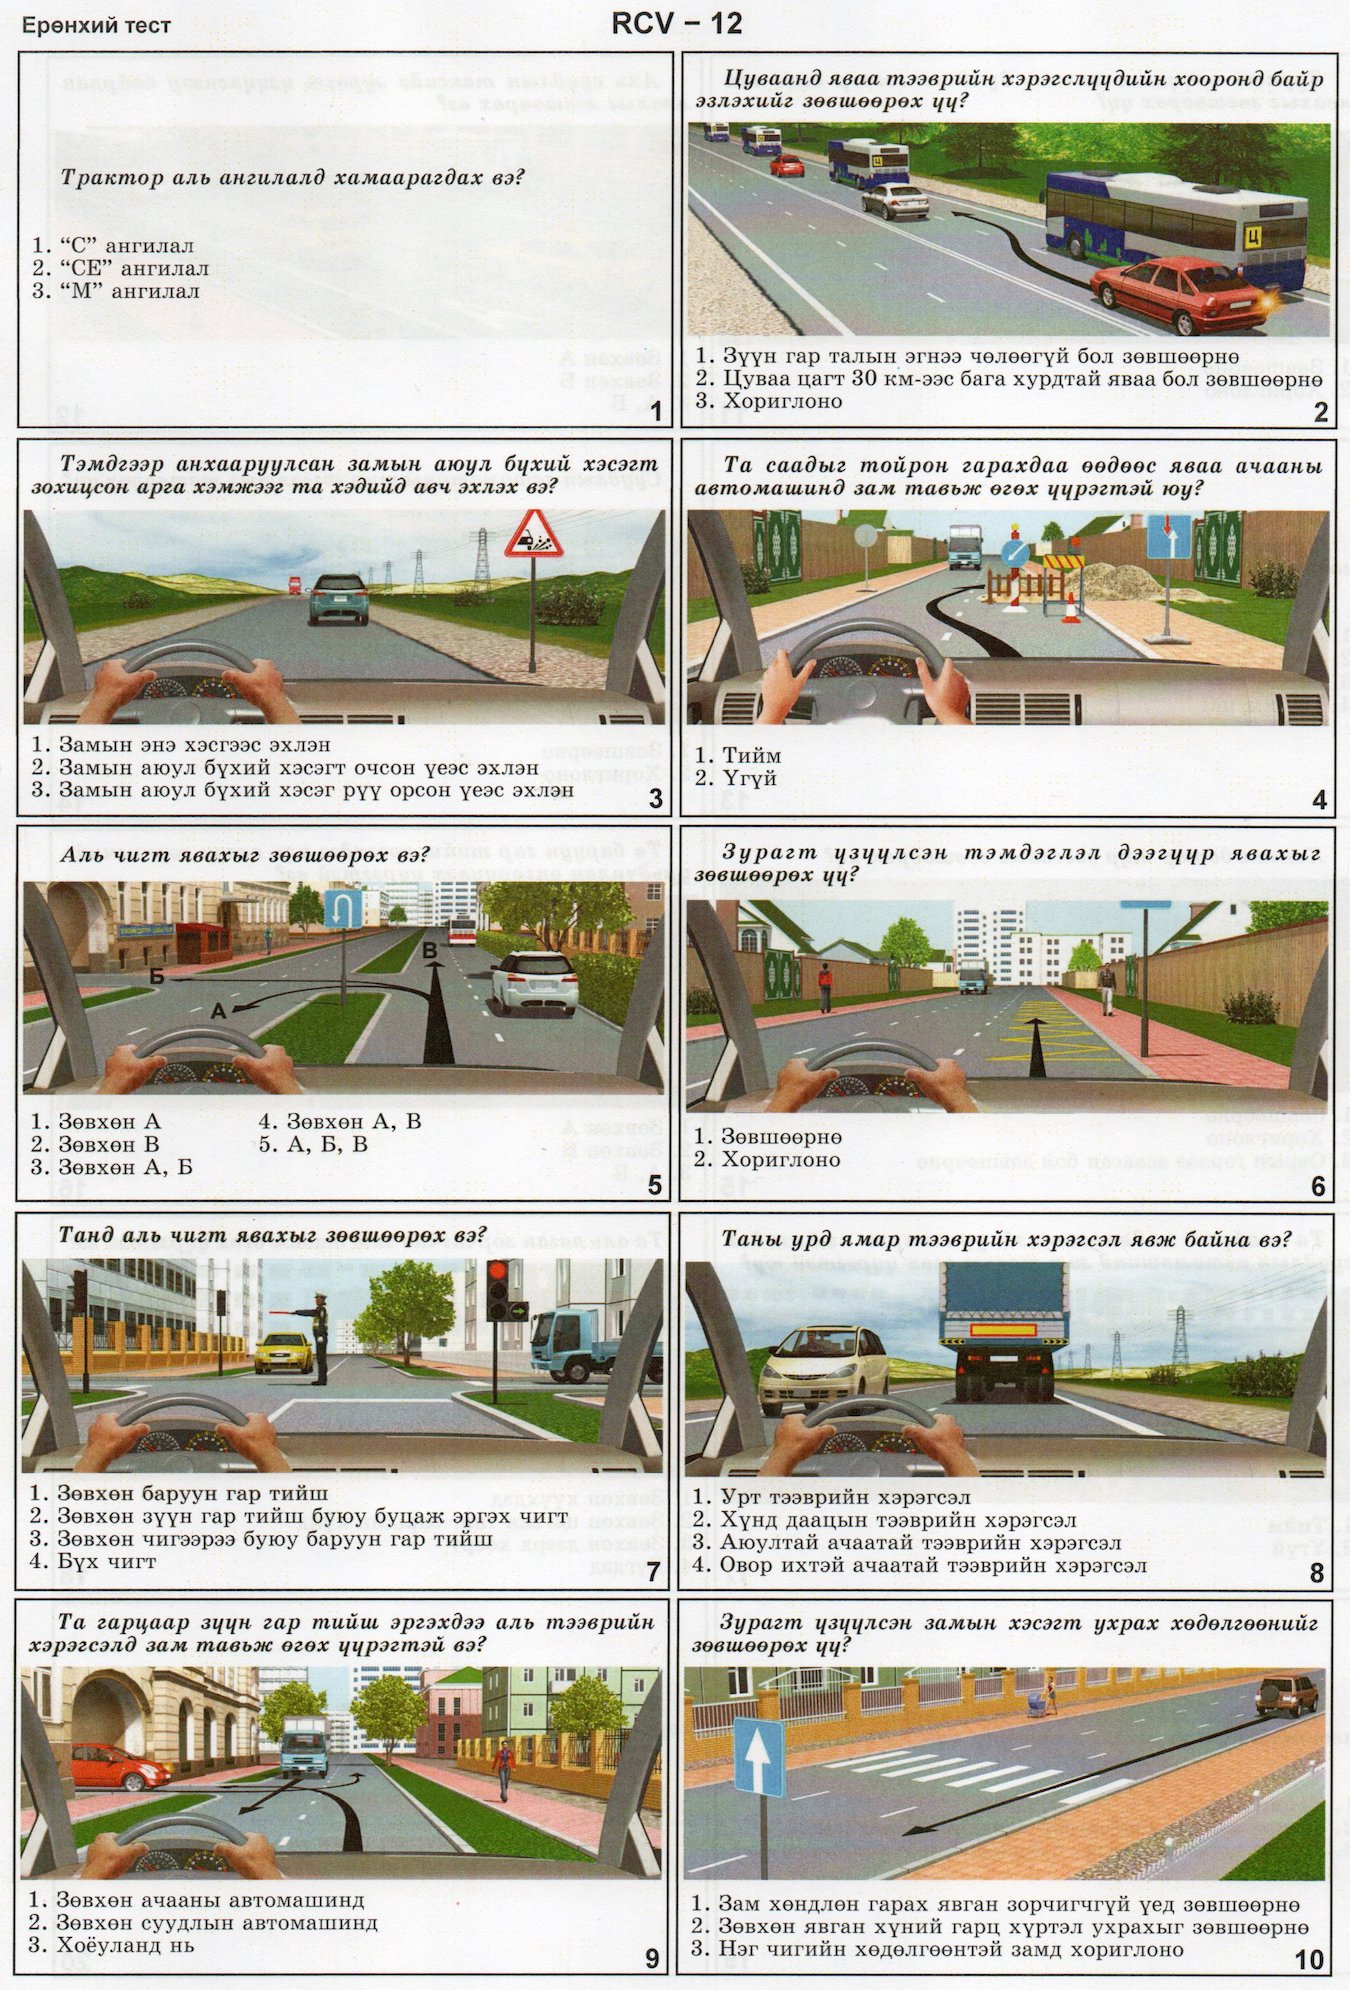 Ерөнхий тест
RCV – 12
Трактор аль ангилалд хамаарагдах вэ?
1. “C” ангилал
2. “CE” ангилал
3. “M” ангилал
1
Цуваанд яваа тээврийн хэрэгслүүдийн хооронд байр
эзлэхийг зөвшөөрөх үү?
Ц
Ц
Ц
1. Зүүн гар талын эгнээ чөлөөгүй бол зөвшөөрнө
2. Цуваа цагт 30 км-ээс бага хурдтай яваа бол зөвшөөрнө
3. Хориглоно
2
Тэмдгээр анхааруулсан замын аюул бүхий хэсэгт
зохицсон арга хэмжээг та хэдийд авч эхлэх вэ?
1. Замын энэ хэсгээс эхлэн
2. Замын аюул бүхий хэсэгт очсон үеэс эхлэн
3. Замын аюул бүхий хэсэг рүү орсон үеэс эхлэн
3
Та саадыг тойрон гарахдаа өөдөөс яваа ачааны
автомашинд зам тавьж өгөх үүрэгтэй юу?
1. Тийм
2. Үгүй
4
Аль чигт явахыг зөвшөөрөх вэ?
Б
В
А
1. Зөвхөн А
2. Зөвхөн В
3. Зөвхөн А, Б
4. Зөвхөн А, В
5. А, Б, В
5
Зурагт үзүүлсэн тэмдэглэл дээгүүр явахыг
зөвшөөрөх үү?
1. Зөвшөөрнө
2. Хориглоно
6
Танд аль чигт явахыг зөвшөөрөх вэ?
1. Зөвхөн баруун гар тийш
2. Зөвхөн зүүн гар тийш буюу буцаж эргэх чигт
3. Зөвхөн чигээрээ буюу баруун гар тийш
4. Бүх чигт
7
Таны урд ямар тээврийн хэрэгсэл явж байна вэ?
1. Урт тээврийн хэрэгсэл
2. Хүнд даацын тээврийн хэрэгсэл
3. Аюултай ачаатай тээврийн хэрэгсэл
4. Овор ихтэй ачаатай тээврийн хэрэгсэл
8
Та гарцаар зүүн гар тийш эргэхдээ аль тээврийн
хэрэгсэлд зам тавьж өгөх үүрэгтэй вэ?
1. Зөвхөн ачааны автомашинд
2. Зөвхөн суудлын автомашинд
3. Хоёуланд нь
9
Зурагт үзүүлсэн замын хэсэгт ухрах хөдөлгөөнийг
зөвшөөрөх үү?
1. Зам хөндлөн гарах явган зорчигчгүй үед зөвшөөрнө
2. Зөвхөн явган хүний гарц хүртэл ухрахыг зөвшөөрнө
3. Нэг чигийн хөдөлгөөнтэй замд хориглоно
10